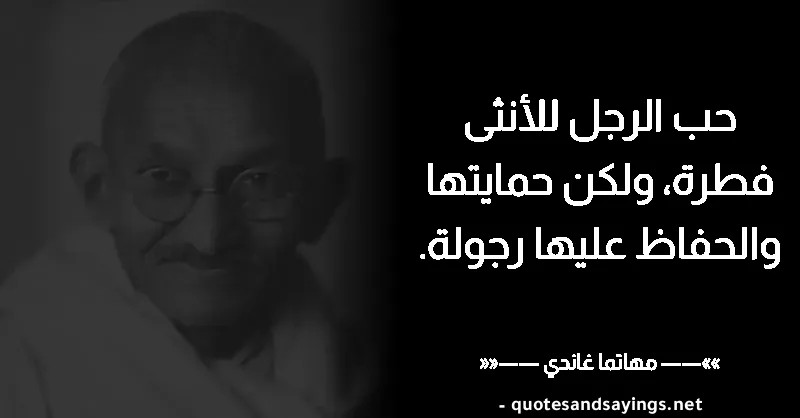 حب الرجل للأنثى
فطرة، ولكن حمايتها
والحفاظ عليها رجولة.
««—— مهاتما غاندي ——»»
- quotesandsayings.net